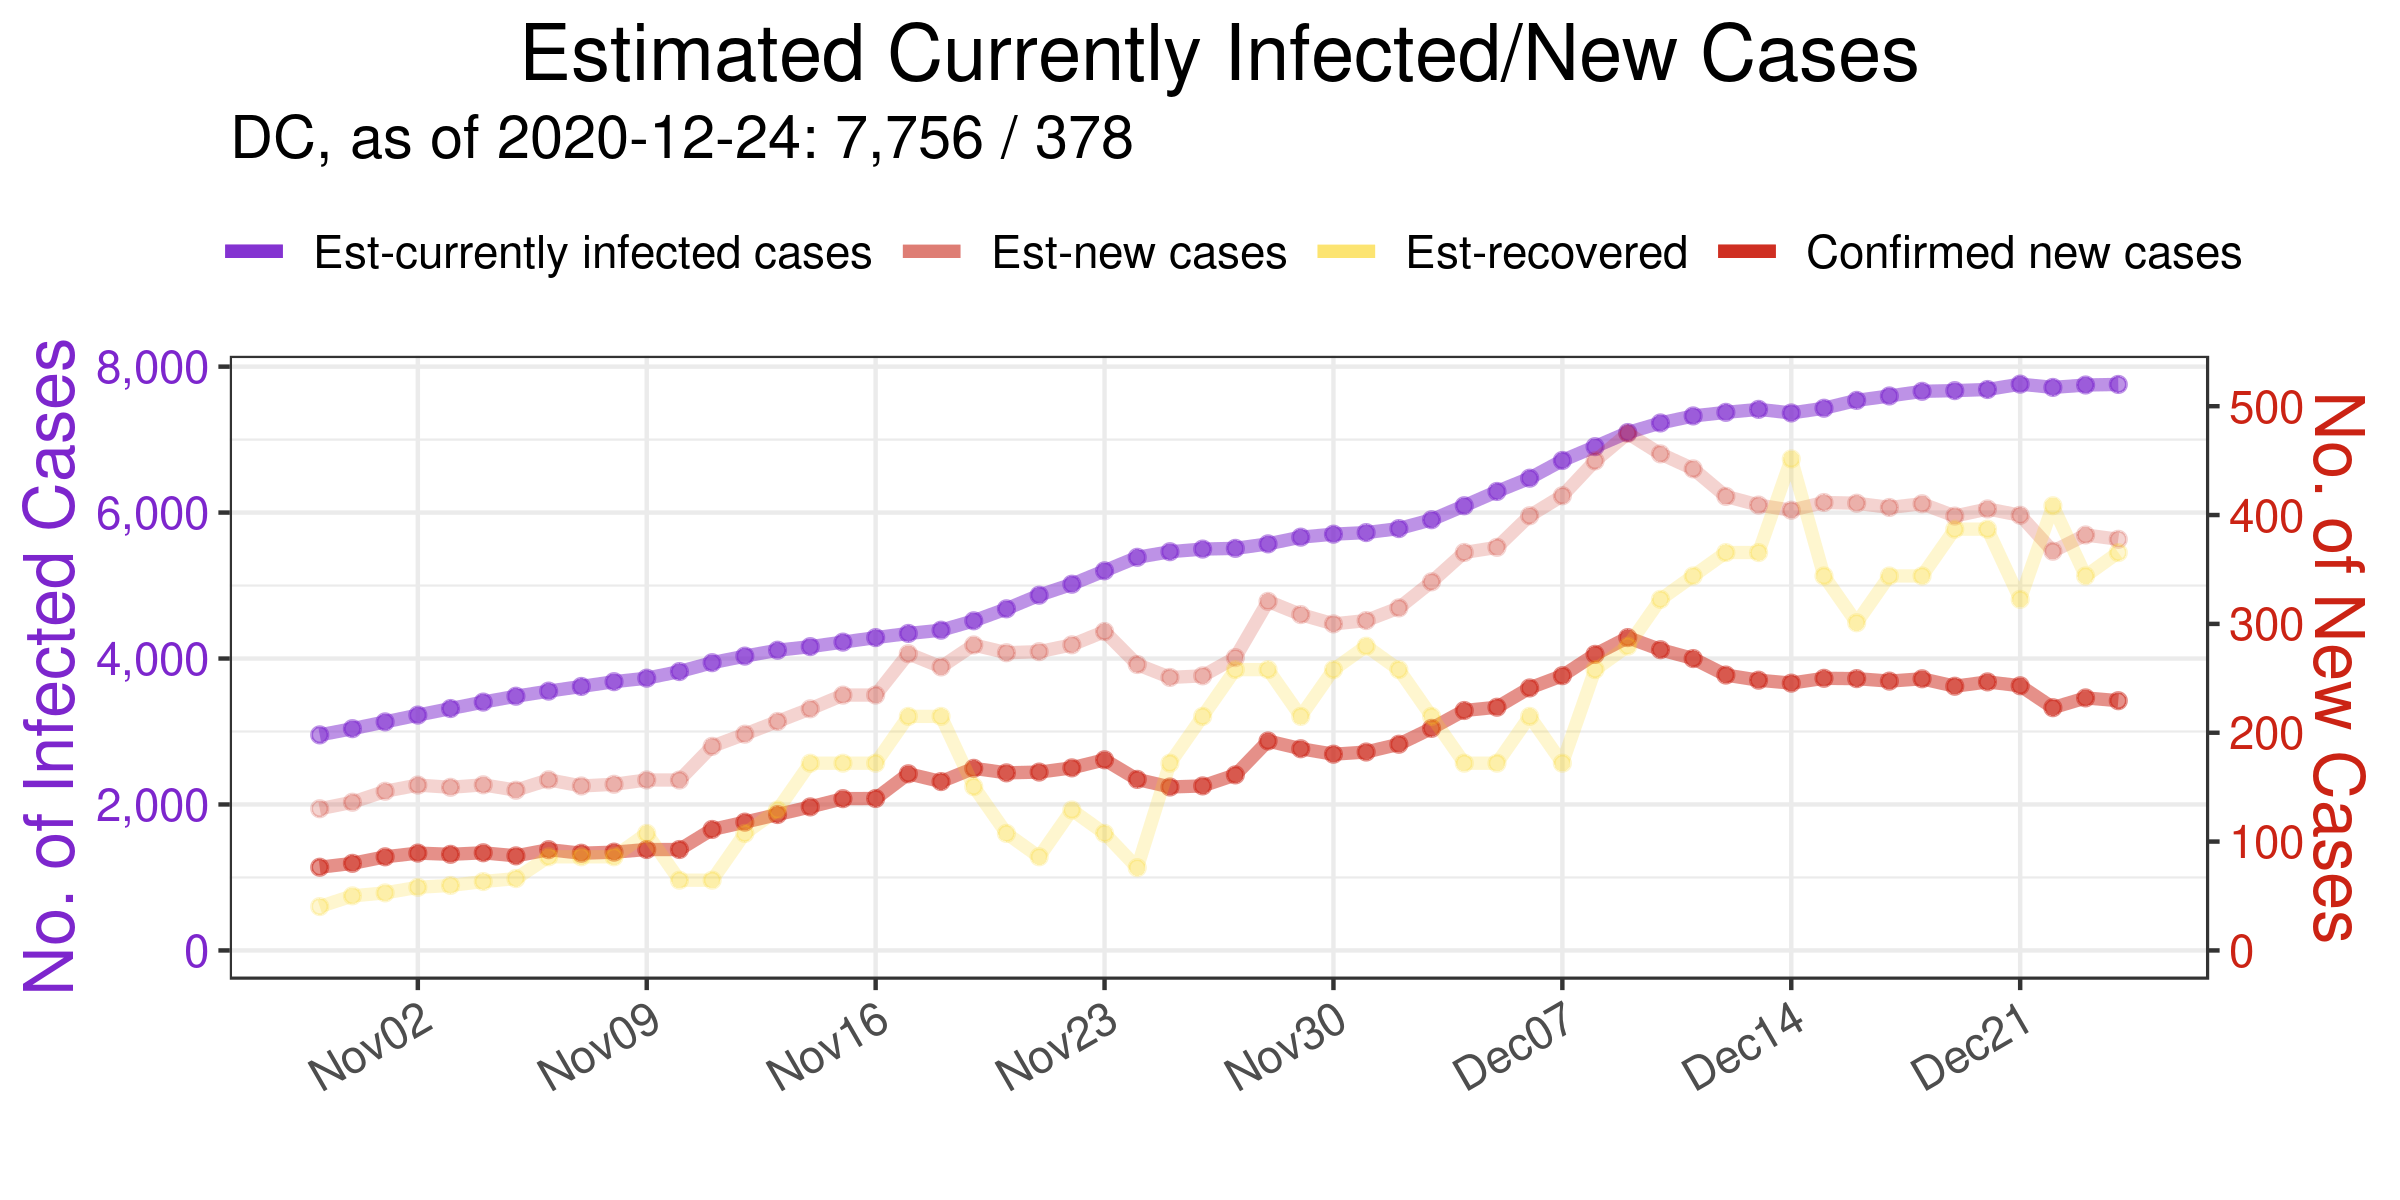 Estimated Currently Infected/New Cases
DC, as of 2020-12-24: 7,756 / 378
Est-currently infected cases Est-new cases Est-recovered Confirmed new cases
No. of Infected Cases
8,000
6,000
4,000
2,000
0
500
400
300
200
100
0
No. of New Cases
Nov02 Nov09 Nov16 Nov23 Nov30 Dec07 Dec14 Dec21